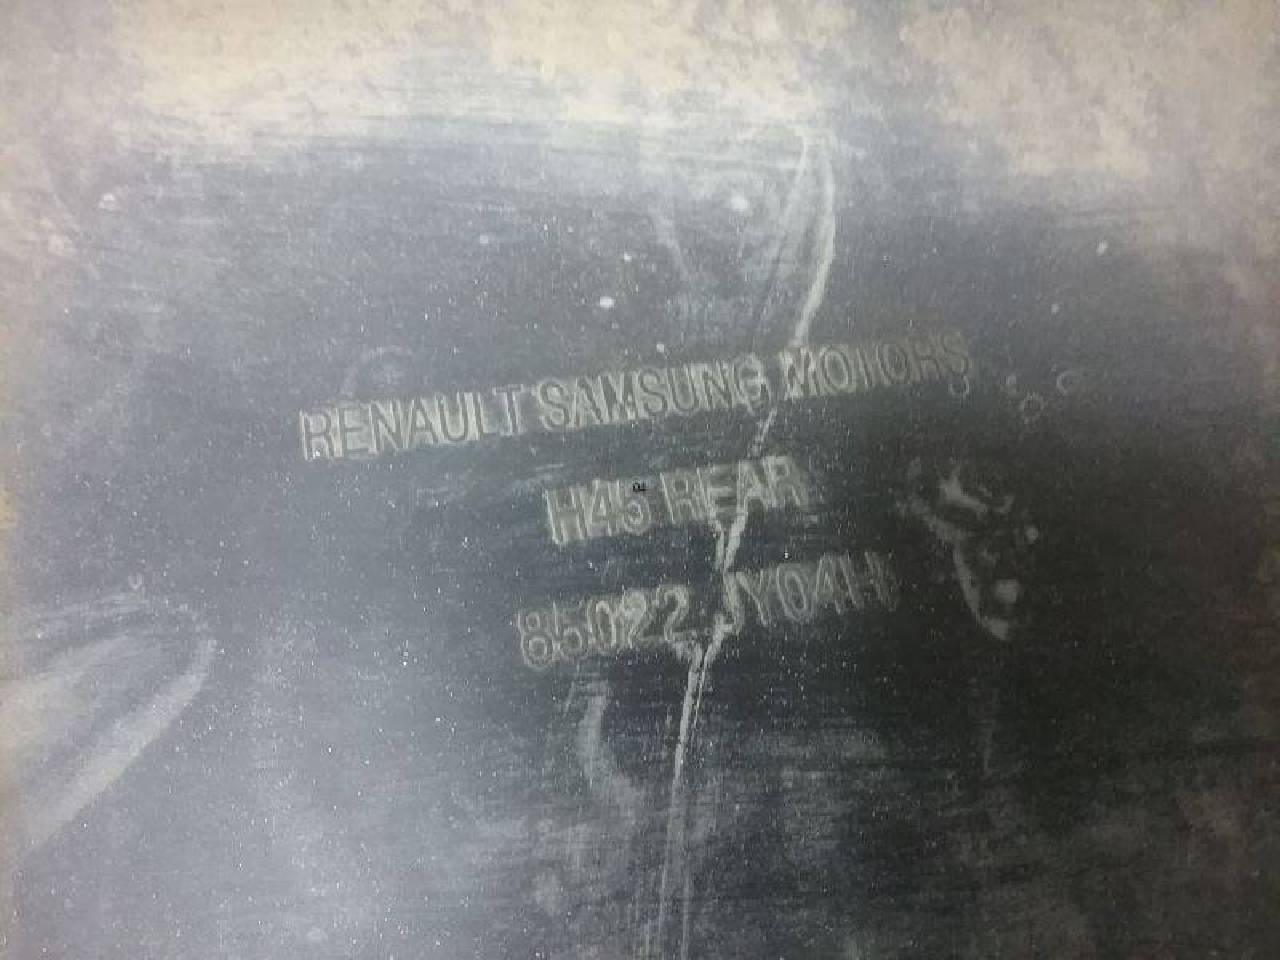 RENAULT SAMSUNG MOTORS
H45 REAR
85022 JY04H